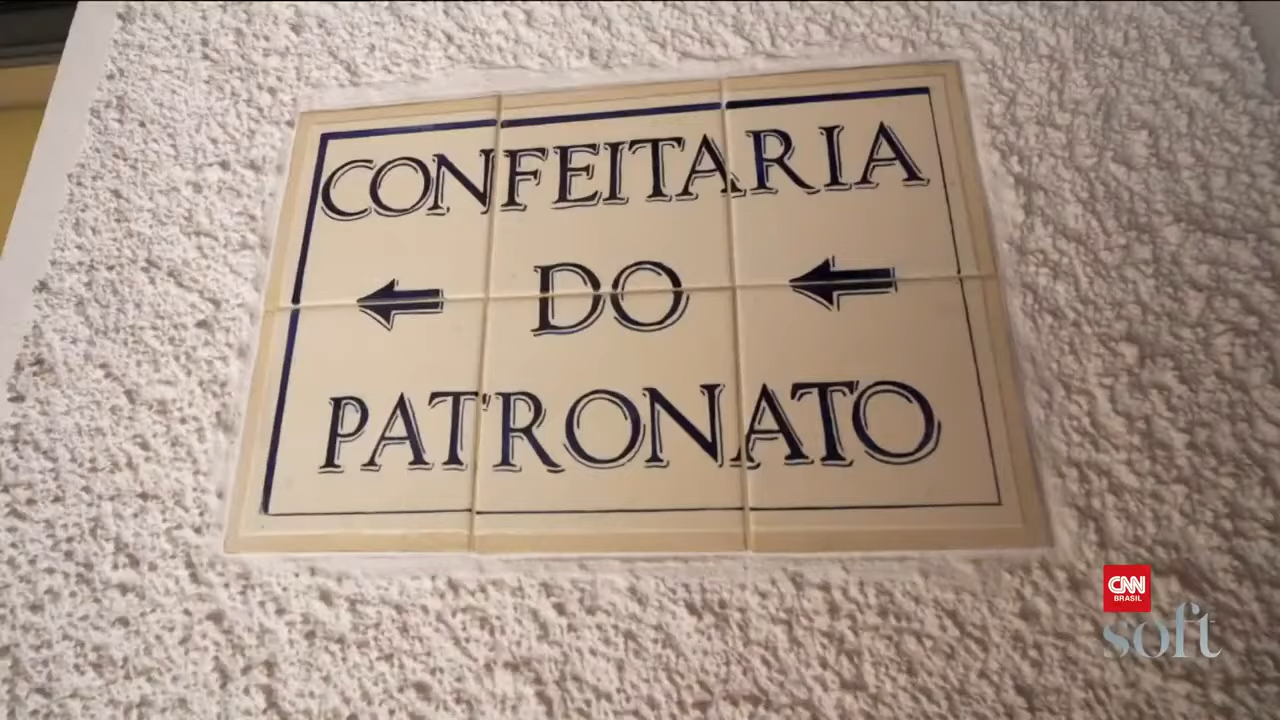 CONFEITARIA
DO
PATRONATO
CNN
BRASIL
soft